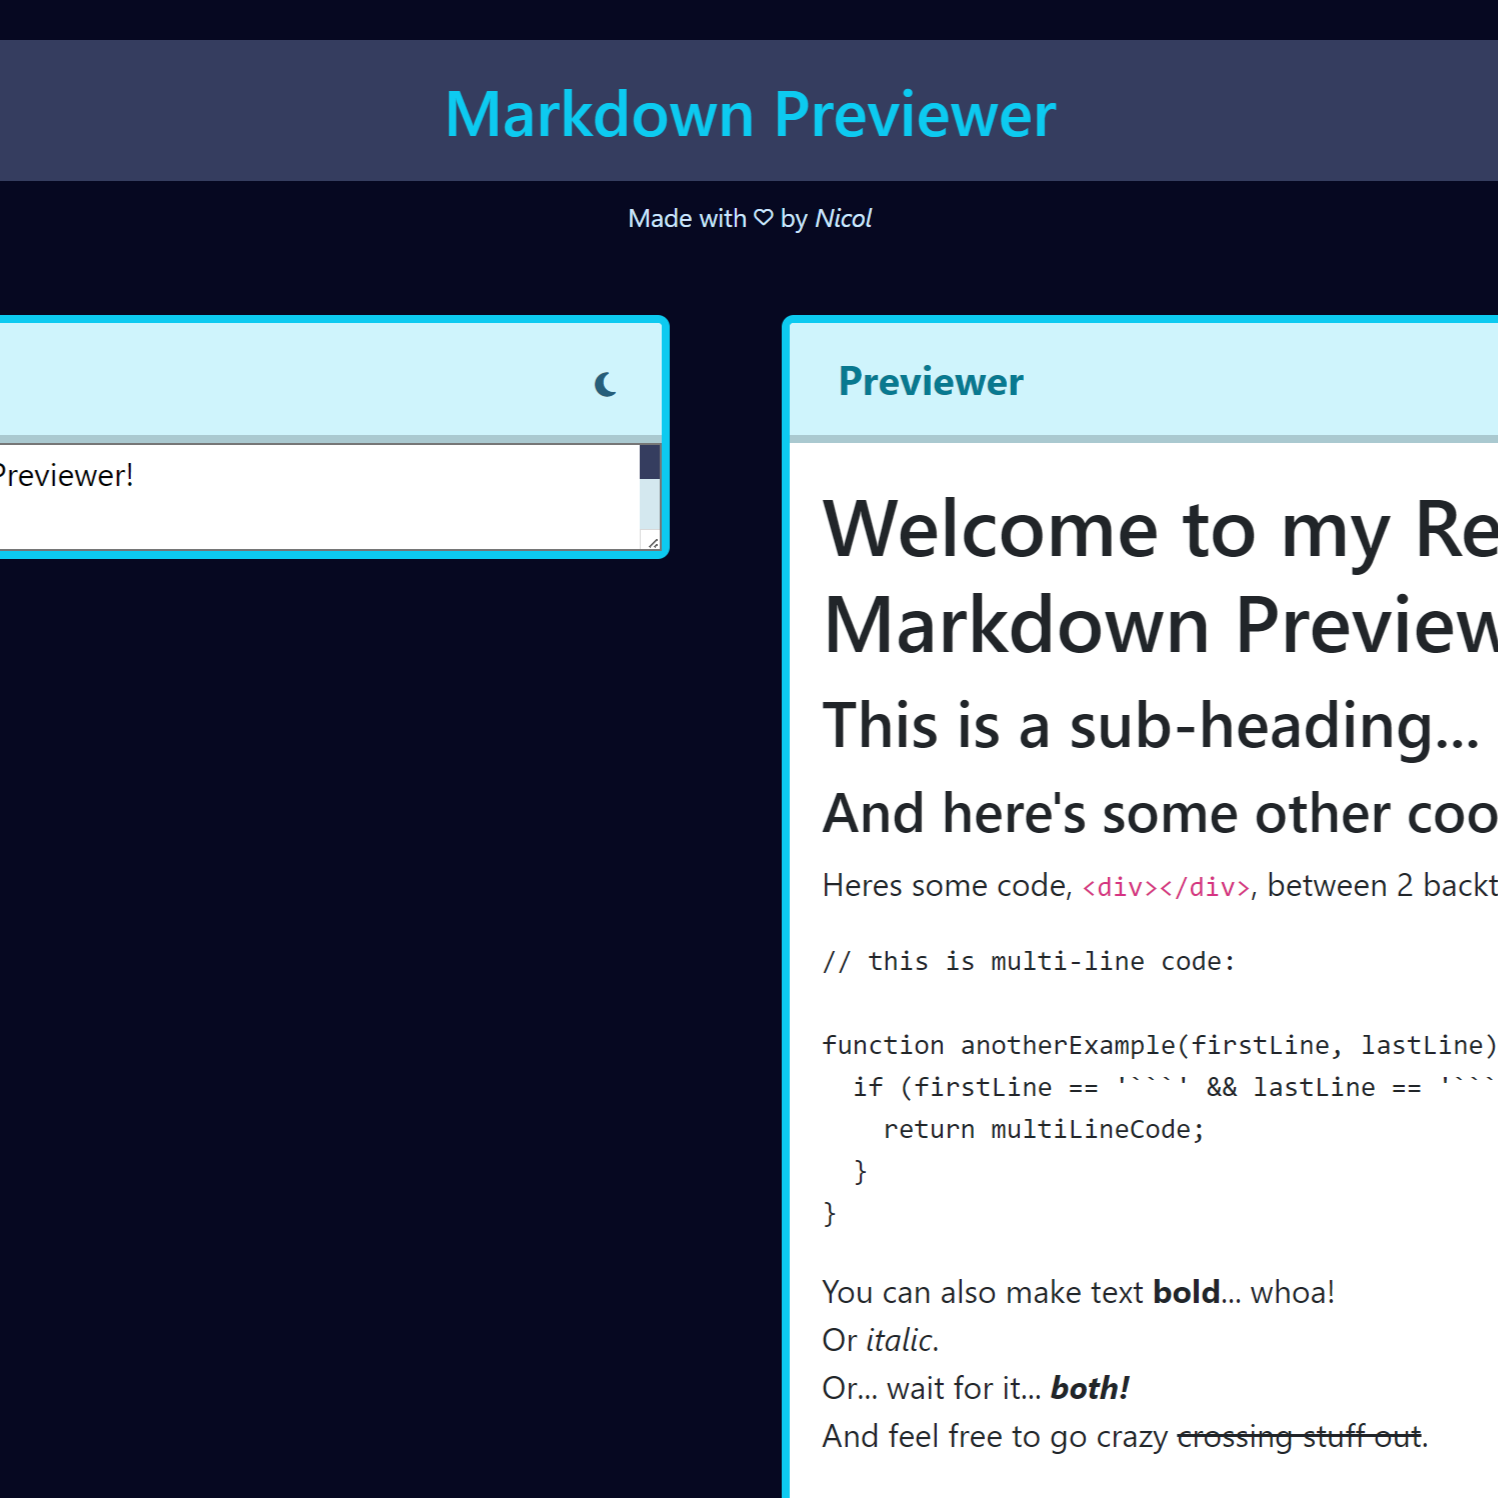 Markdown Previewer
Made with ♡ by Nicol
Previewer!
Previewer
Welcome to my Re
Markdown Preview
This is a sub-heading...
And here's some other coo
Heres some code, <div></div>, between 2 backt
// this is multi-line code:
function anotherExample(firstLine, lastLine)
  if (firstLine == '```' && lastLine == '```
    return multiLineCode;
  }
}
You can also make text bold... whoa!
Or italic.
Or... wait for it... both!
And feel free to go crazy crossing stuff out.